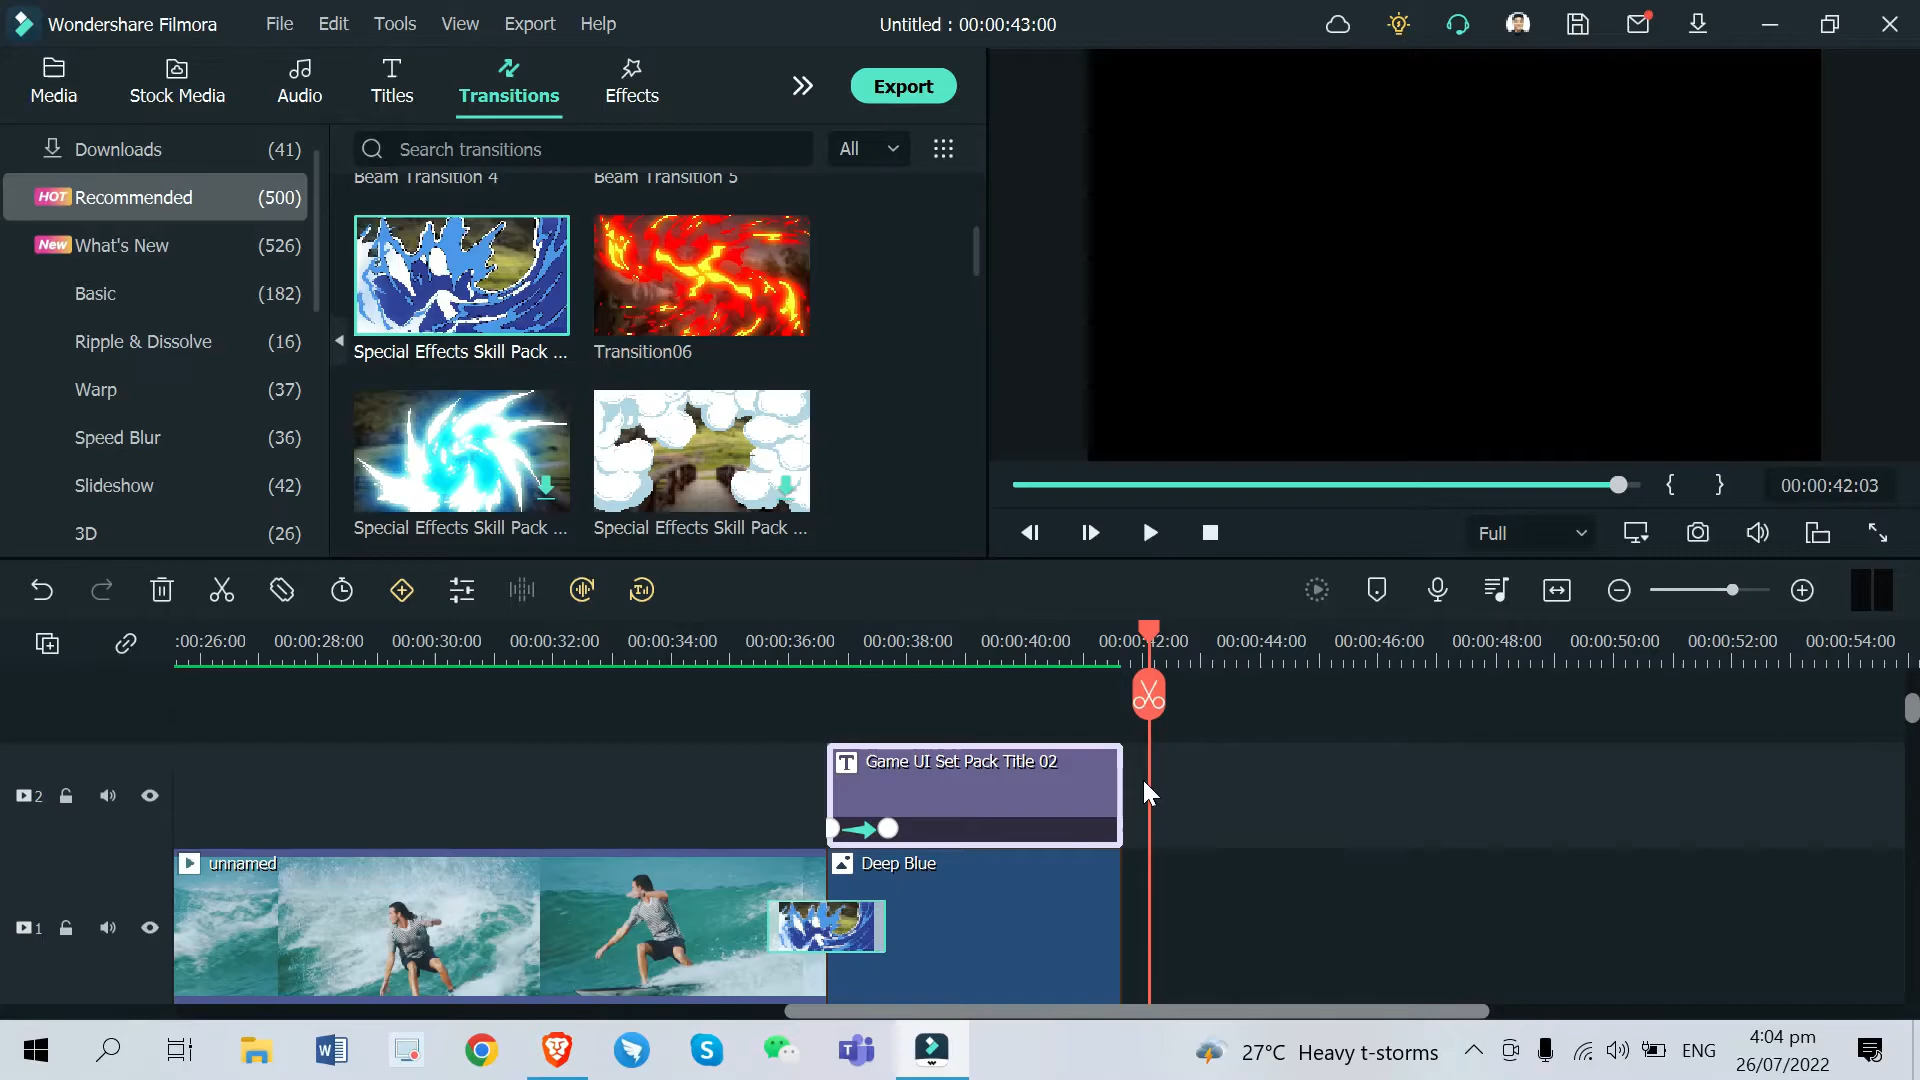 Wondershare Filmora File Edit Tools View Export Help Untitled : 00:00:43:00
Media Stock Media Audio Titles Transitions Effects Export
Downloads (41)
HOT Recommended (500)
New What's New (526)
Basic (182)
Ripple & Dissolve (16)
Warp (37)
Speed Blur (36)
Slideshow (42)
3D (26)
Search transitions All
Beam Transition 4 Beam Transition 5
Special Effects Skill Pack ... Transition06
Special Effects Skill Pack ... Special Effects Skill Pack ...
{ } 00:00:42:03
Full
:00:26:00 00:00:28:00 00:00:30:00 00:00:32:00 00:00:34:00 00:00:36:00 00:00:38:00 00:00:40:00 00:00:42:00 00:00:44:00 00:00:46:00 00:00:48:00 00:00:50:00 00:00:52:00 00:00:54:00
2 T Game UI Set Pack Title 02
unnamed Deep Blue
1
27°C Heavy t-storms ENG
4:04 pm
26/07/2022